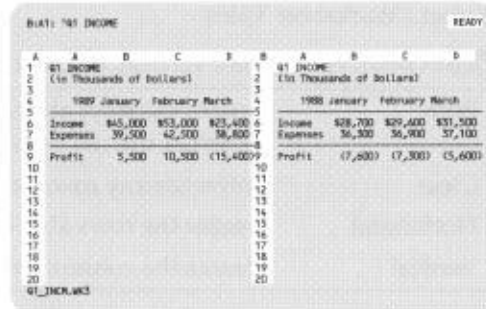 B:A1: 'Q1 INCOME READY
A A B C D B A B C D
1 Q1 INCOME 1 Q1 INCOME
2 (in Thousands of Dollars) 2 (in Thousands of Dollars)
3 3
4 1989 January February March 4 1988 January February March
5 5
6 Income $45,000 $53,000 $23,400 6 Income $28,700 $29,600 $31,500
7 Expenses 39,500 42,500 38,800 7 Expenses 36,300 36,900 37,100
8 8
9 Profit 5,500 10,500 (15,400) 9 Profit (7,600) (7,300) (5,600)
10 10
11 11
12 12
13 13
14 14
15 15
16 16
17 17
18 18
19 19
20 20
Q1_INCM.WK3